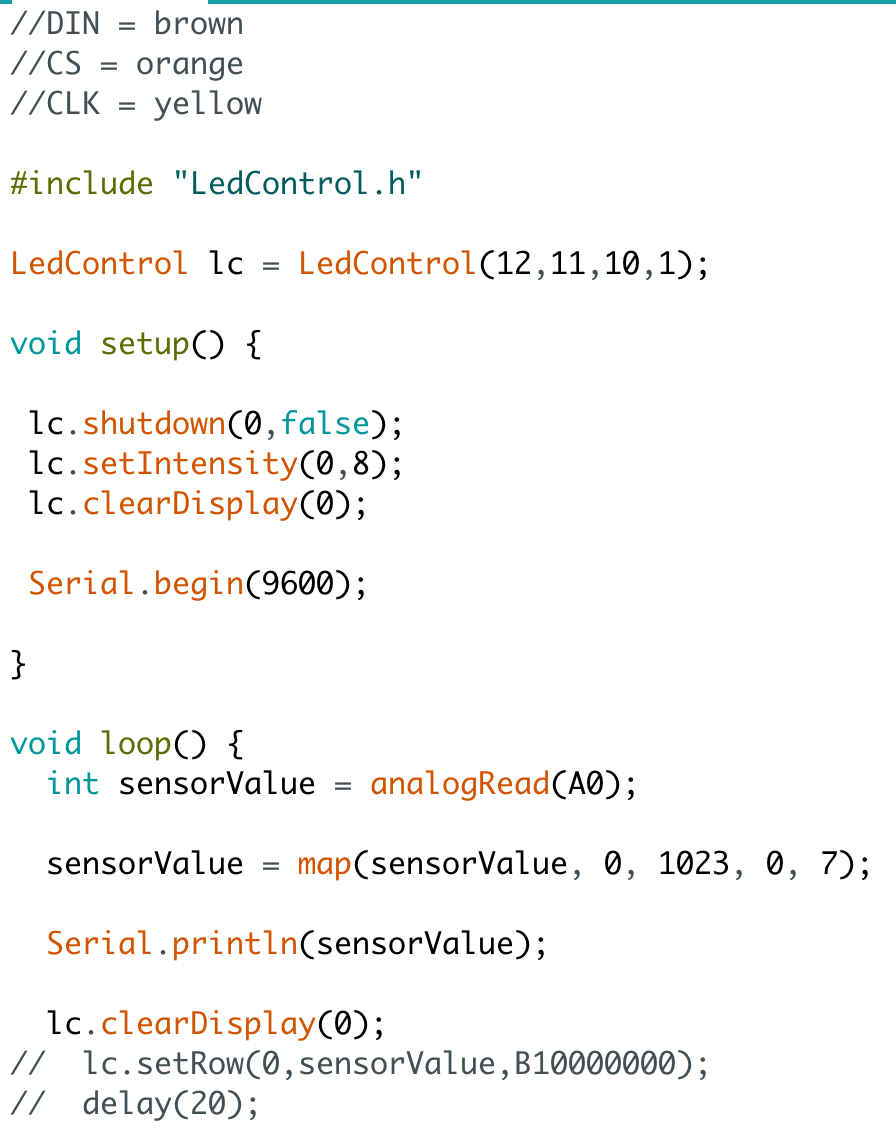 //DIN = brown
//CS = orange
//CLK = yellow
#include "LedControl.h"
LedControl lc = LedControl(12,11,10,1);
void setup() {
lc.shutdown(0,false);
lc.setIntensity(0,8);
lc.clearDisplay(0);
Serial.begin(9600);
}
void loop() {
int sensorValue = analogRead(A0);
sensorValue = map(sensorValue, 0, 1023, 0, 7);
Serial.println(sensorValue);
lc.clearDisplay(0);
//  lc.setRow(0,sensorValue,B10000000);
//  delay(20);